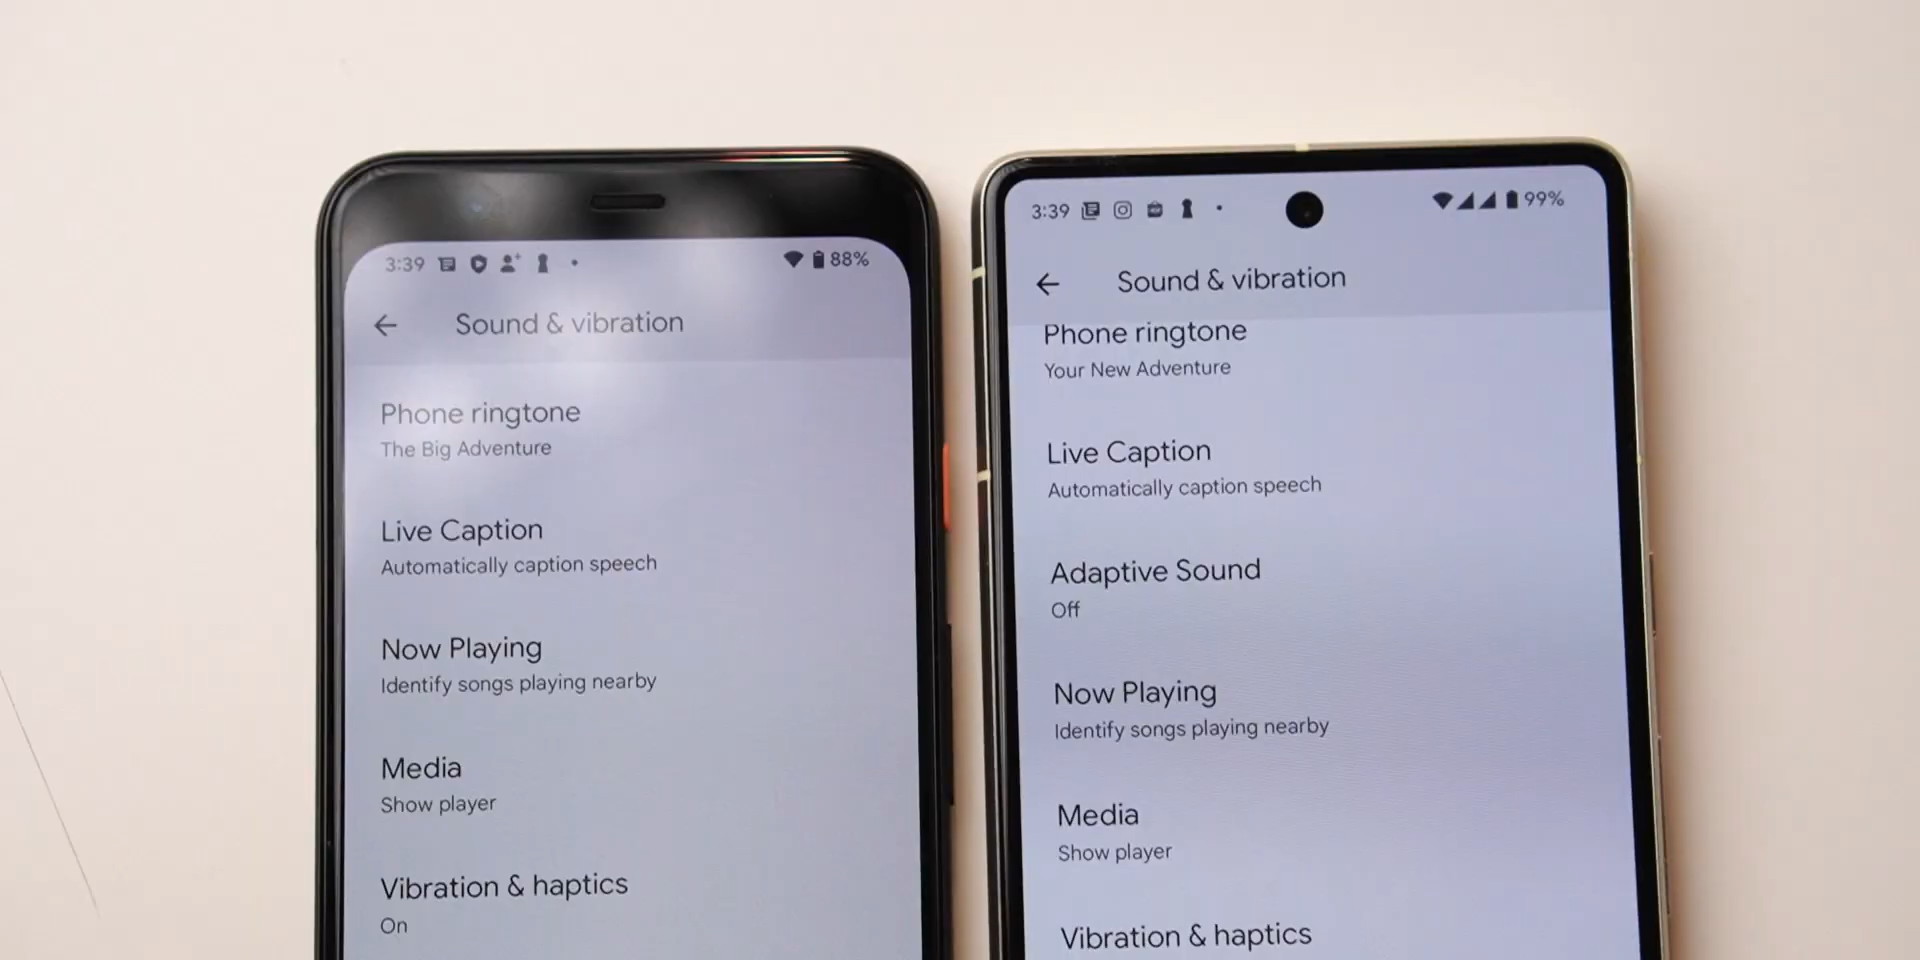 3:39
88%
Sound & vibration
Phone ringtone
The Big Adventure
Live Caption
Automatically caption speech
Now Playing
Identify songs playing nearby
Media
Show player
Vibration & haptics
On
3:39
99%
Sound & vibration
Phone ringtone
Your New Adventure
Live Caption
Automatically caption speech
Adaptive Sound
Off
Now Playing
Identify songs playing nearby
Media
Show player
Vibration & haptics